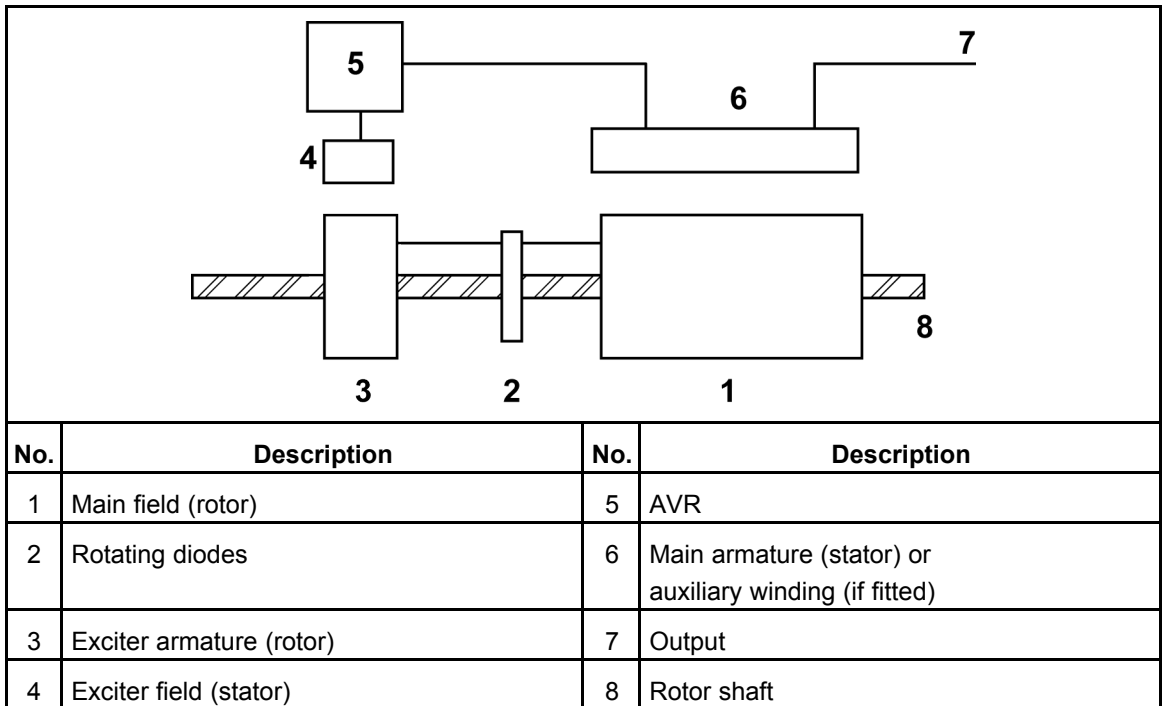 5
7
6
4
8
3 2 1
No. Description No. Description
1 Main field (rotor) 5 AVR
2 Rotating diodes 6 Main armature (stator) or
auxiliary winding (if fitted)
3 Exciter armature (rotor) 7 Output
4 Exciter field (stator) 8 Rotor shaft